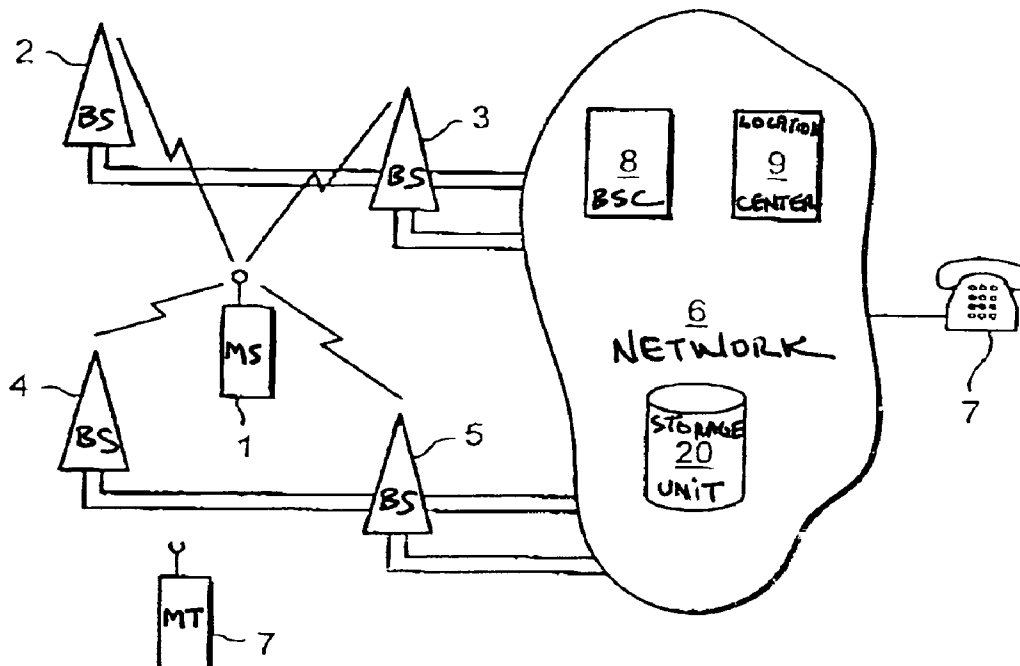 2
BS
3
BS
8
BSC
LOCATION
9
CENTER
MS
1
6
NETWORK
7
4
BS
5
BS
STORAGE
20
UNIT
MT
7